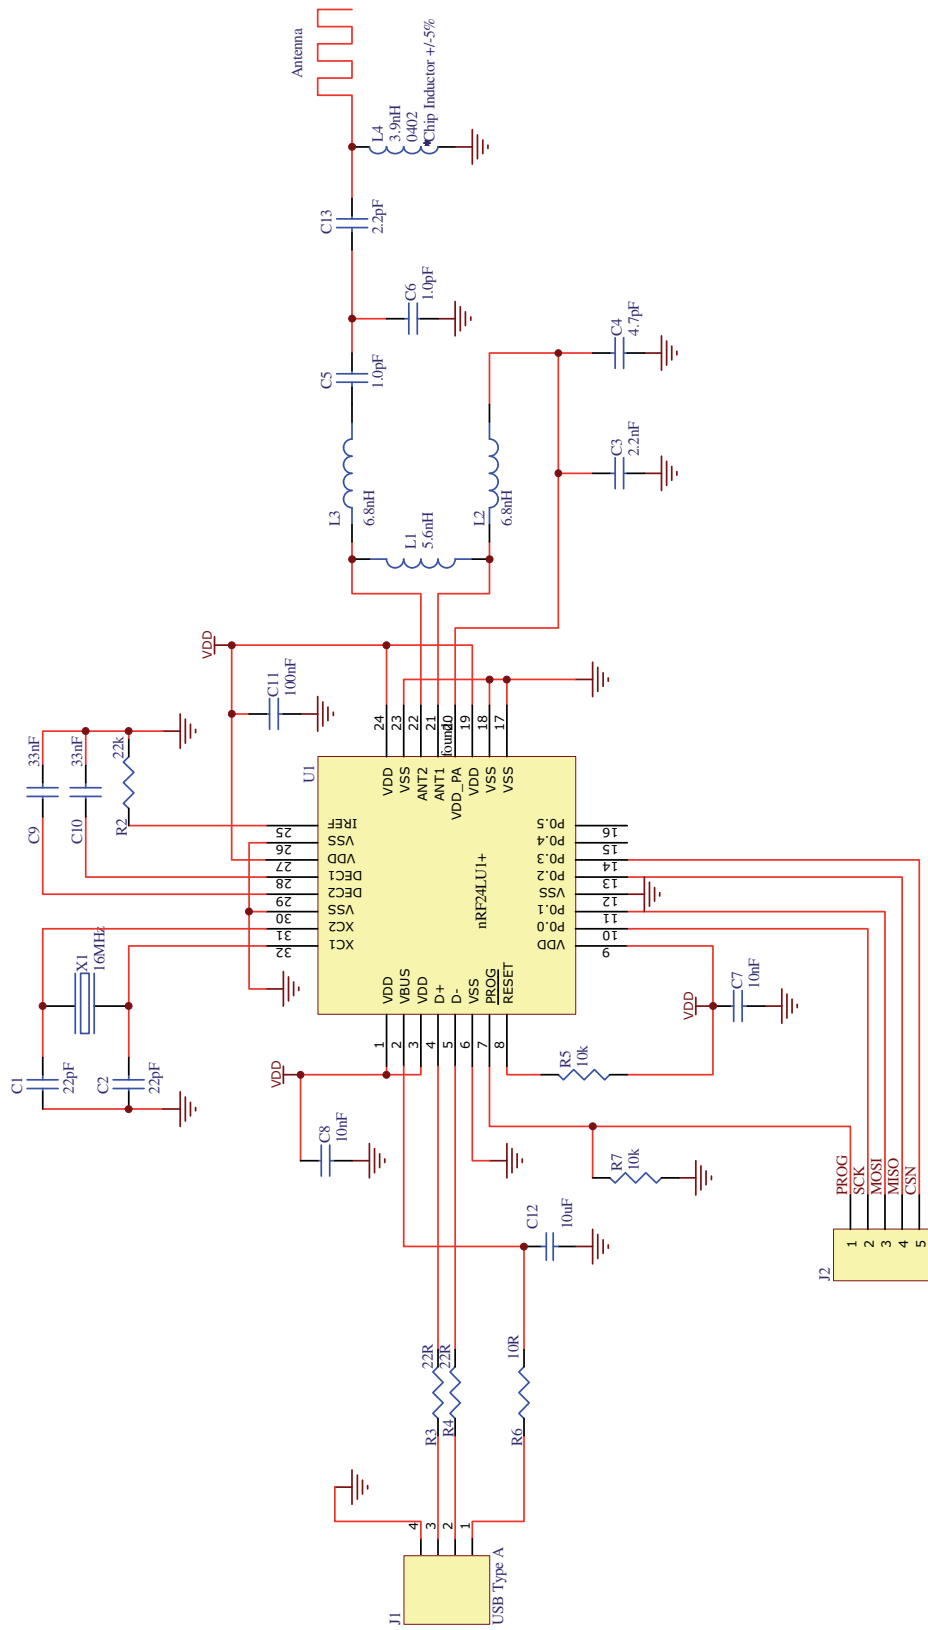 Antenna
L4
3.9nH
0402
*Chip Inductor +/-5%
C13
2.2pF
C6
1.0pF
C5
1.0pF
C4
4.7pF
C3
2.2nF
L3
6.8nH
L2
6.8nH
L1
5.6nH
VDD
C11
100nF
33nF
C9
33nF
C10
22k
R2
U1
nRF24LU1+
24
23
22
21
20
19
18
17
found
VDD
VSS
ANT2
ANT1
VDD_PA
VDD
VSS
VSS
IREF
VSS
VDD
DEC1
DEC2
VSS
XC2
XC1
25
26
27
28
29
30
31
32
P0.5
P0.4
P0.3
P0.2
VSS
P0.1
P0.0
VDD
16
15
14
13
12
11
10
9
VDD
VBUS
VDD
D+
D-
VSS
PROG
RESET
1
2
3
4
5
6
7
8
X1
16MHz
C1
22pF
C2
22pF
VDD
C8
10nF
VDD
C7
10nF
R5
10k
R7
10k
C12
10uF
PROG
SCK
MOSI
MISO
CSN
1
2
3
4
5
J2
22R
R3
22R
R4
10R
R6
4
3
2
1
J1
USB Type A